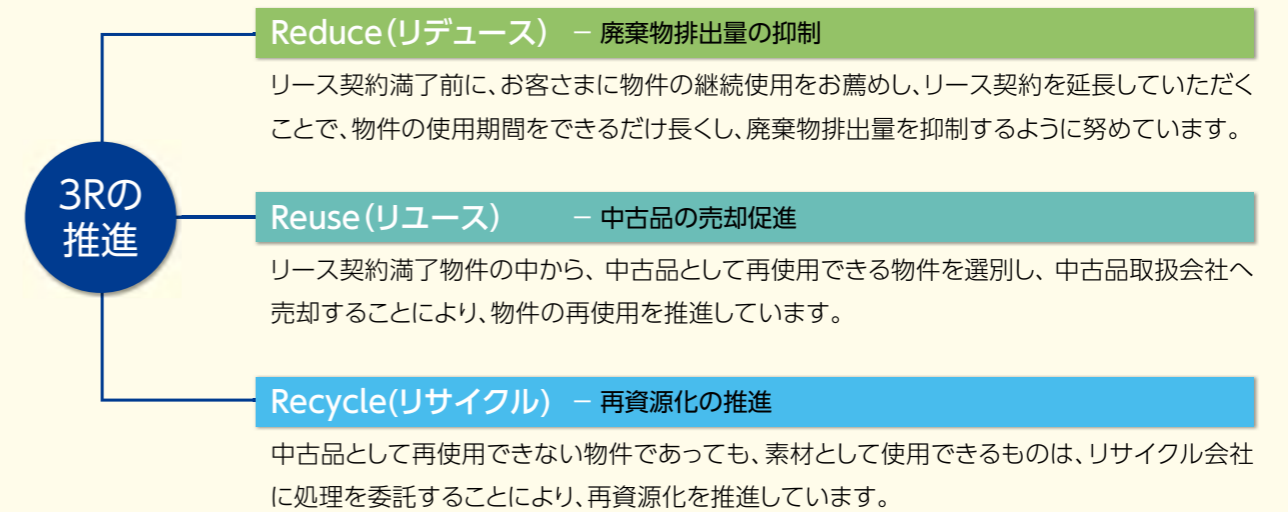 3Rの
推進
Reduce(リデュース) − 廃棄物排出量の抑制
リース契約満了前に、お客さまに物件の継続使用をお薦めし、リース契約を延長していただく
ことで、物件の使用期間をできるだけ長くし、廃棄物排出量を抑制するように努めています。
Reuse(リユース) − 中古品の売却促進
リース契約満了物件の中から、中古品として再使用できる物件を選別し、中古品取扱会社へ
売却することにより、物件の再使用を推進しています。
Recycle(リサイクル) − 再資源化の推進
中古品として再使用できない物件であっても、素材として使用できるものは、リサイクル会社
に処理を委託することにより、再資源化を推進しています。